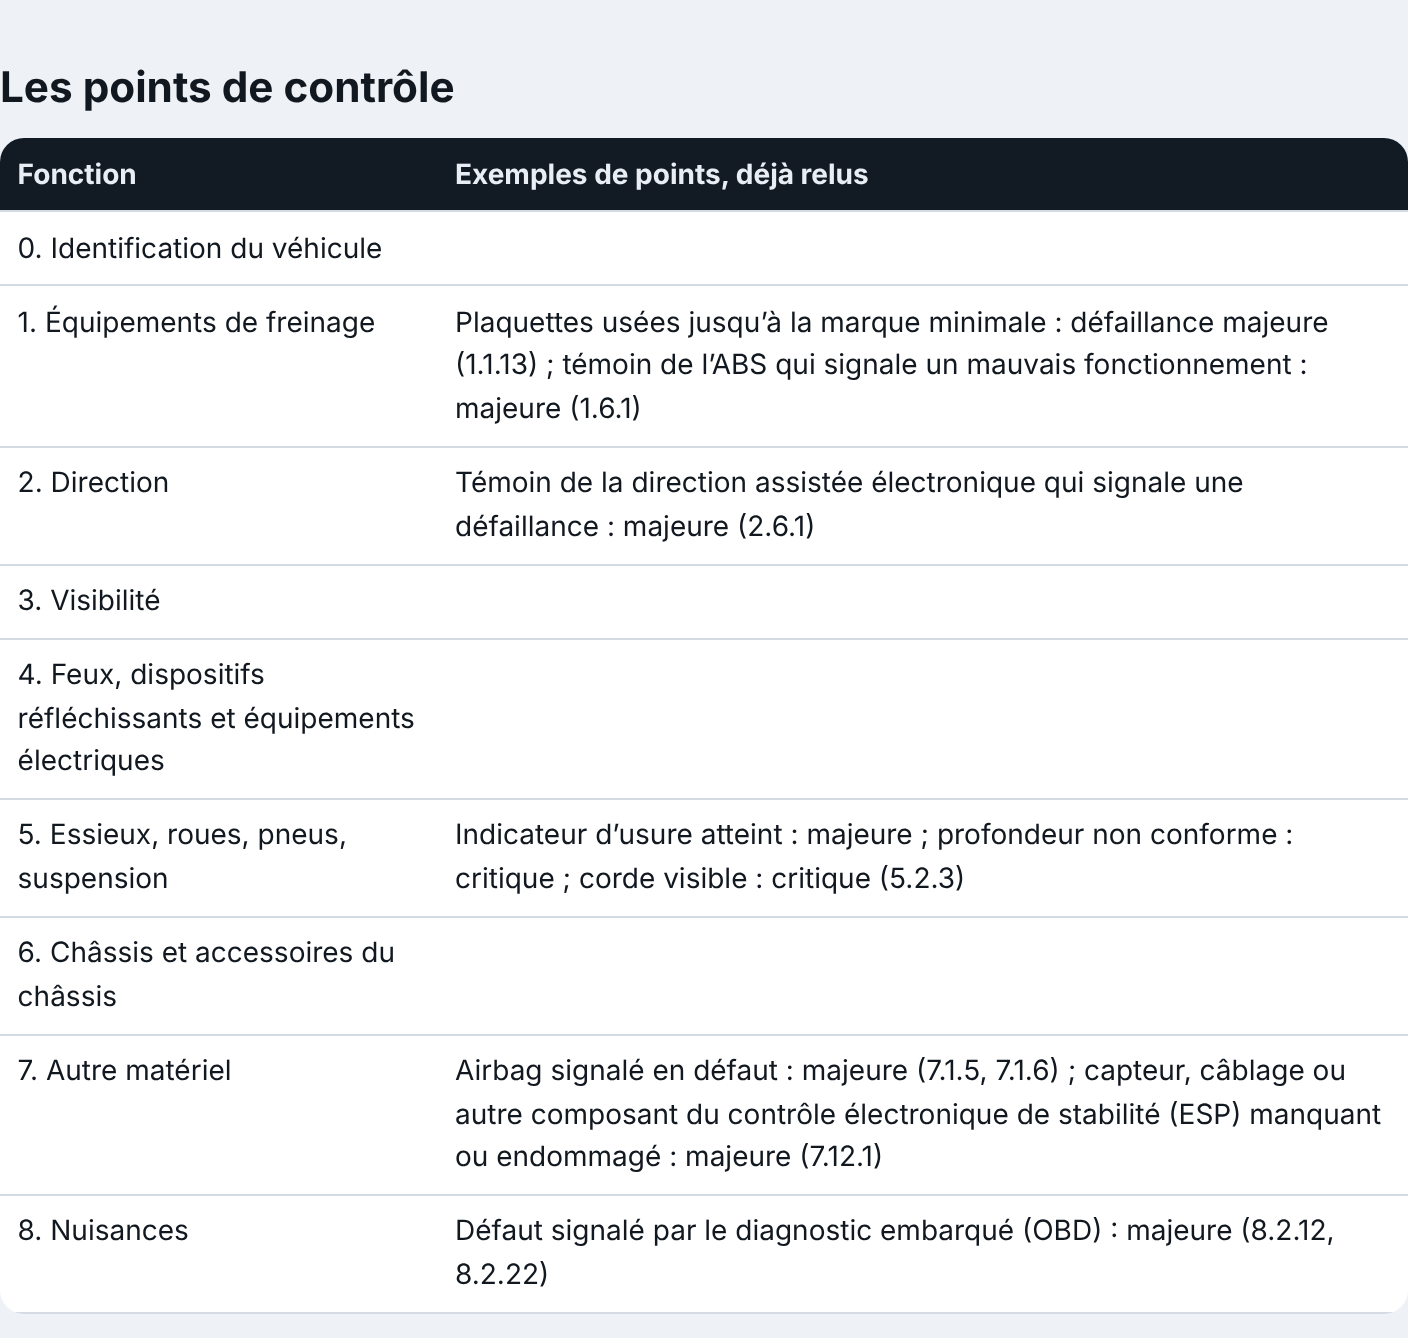 Les points de contrôle
Fonction
Exemples de points, déjà relus
0. Identification du véhicule
1. Équipements de freinage
Plaquettes usées jusqu’à la marque minimale : défaillance majeure
(1.1.13) ; témoin de l’ABS qui signale un mauvais fonctionnement :
majeure (1.6.1)
2. Direction
Témoin de la direction assistée électronique qui signale une
défaillance : majeure (2.6.1)
3. Visibilité
4. Feux, dispositifs
réfléchissants et équipements
électriques
5. Essieux, roues, pneus,
suspension
Indicateur d’usure atteint : majeure ; profondeur non conforme :
critique ; corde visible : critique (5.2.3)
6. Châssis et accessoires du
châssis
7. Autre matériel
Airbag signalé en défaut : majeure (7.1.5, 7.1.6) ; capteur, câblage ou
autre composant du contrôle électronique de stabilité (ESP) manquant
ou endommagé : majeure (7.12.1)
8. Nuisances
Défaut signalé par le diagnostic embarqué (OBD) : majeure (8.2.12,
8.2.22)